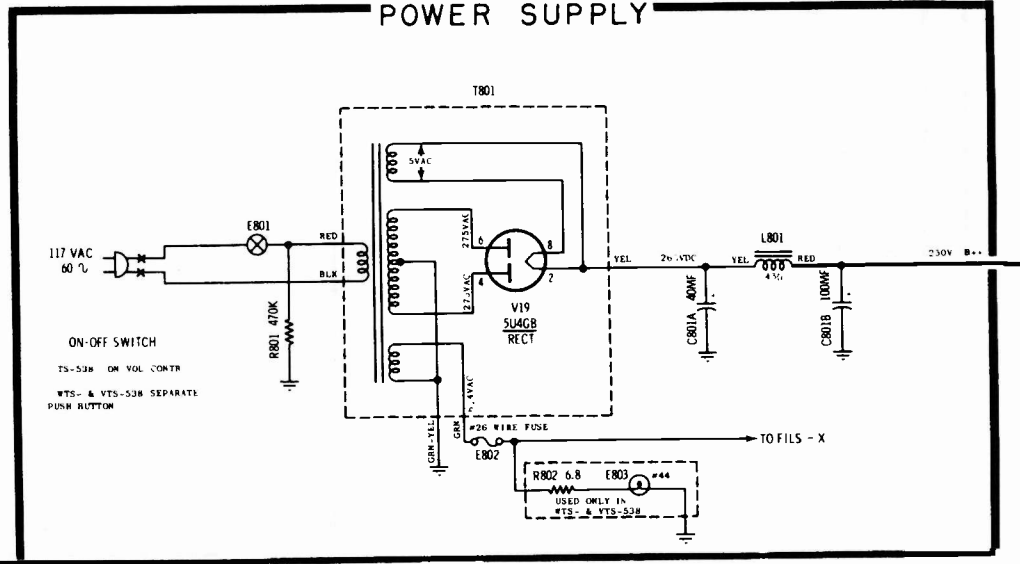 POWER SUPPLY
T801
5VAC
E801
RED
117 VAC
60 ∿
BLK
R801 470K
275VAC
6
8
4
2
V19
5U4GB
RECT
YEL
VDC
YEL
L801
RED
250V B++
C801A 40MF
C801B 100MF
ON-OFF SWITCH
TS-538 ON VOL CONTR
WTS- & VTS-538 SEPARATE
PUSH BUTTON
GRN-YEL
GRN
#26 WIRE FUSE
E802
TO FILS - X
R802 6.8
E803
#44
USED ONLY IN
WTS- & VTS-538